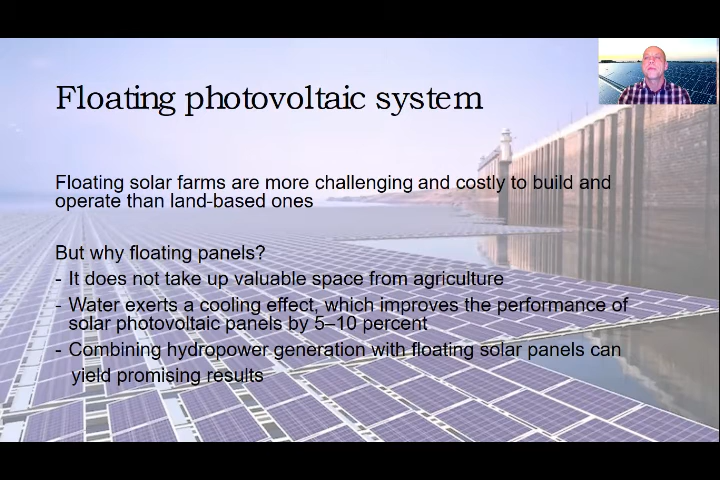 Floating photovoltaic system
Floating solar farms are more challenging and costly to build and
operate than land-based ones
But why floating panels?
- It does not take up valuable space from agriculture
- Water exerts a cooling effect, which improves the performance of
solar photovoltaic panels by 5–10 percent
- Combining hydropower generation with floating solar panels can
yield promising results